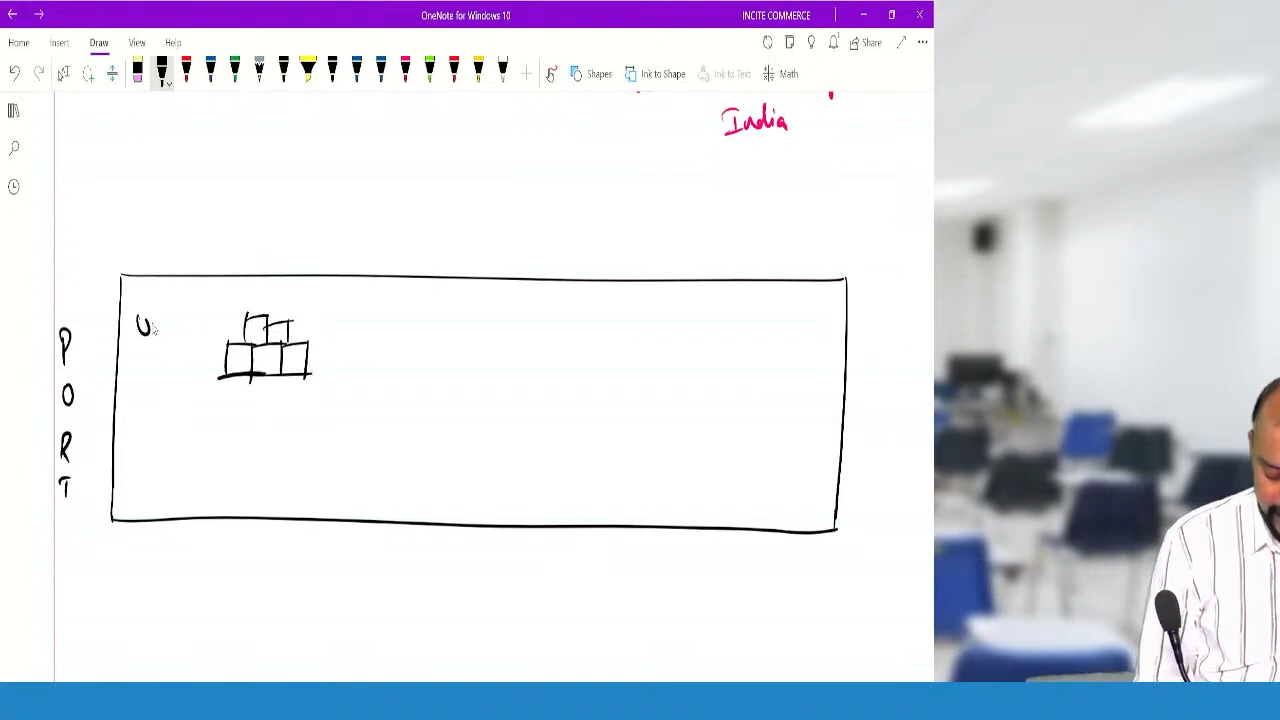 OneNote for Windows 10
INCITE COMMERCE
Home Insert Draw View Help
Share
Shapes
Ink to Shape
Ink to Text
Math
India
U
P
O
R
T